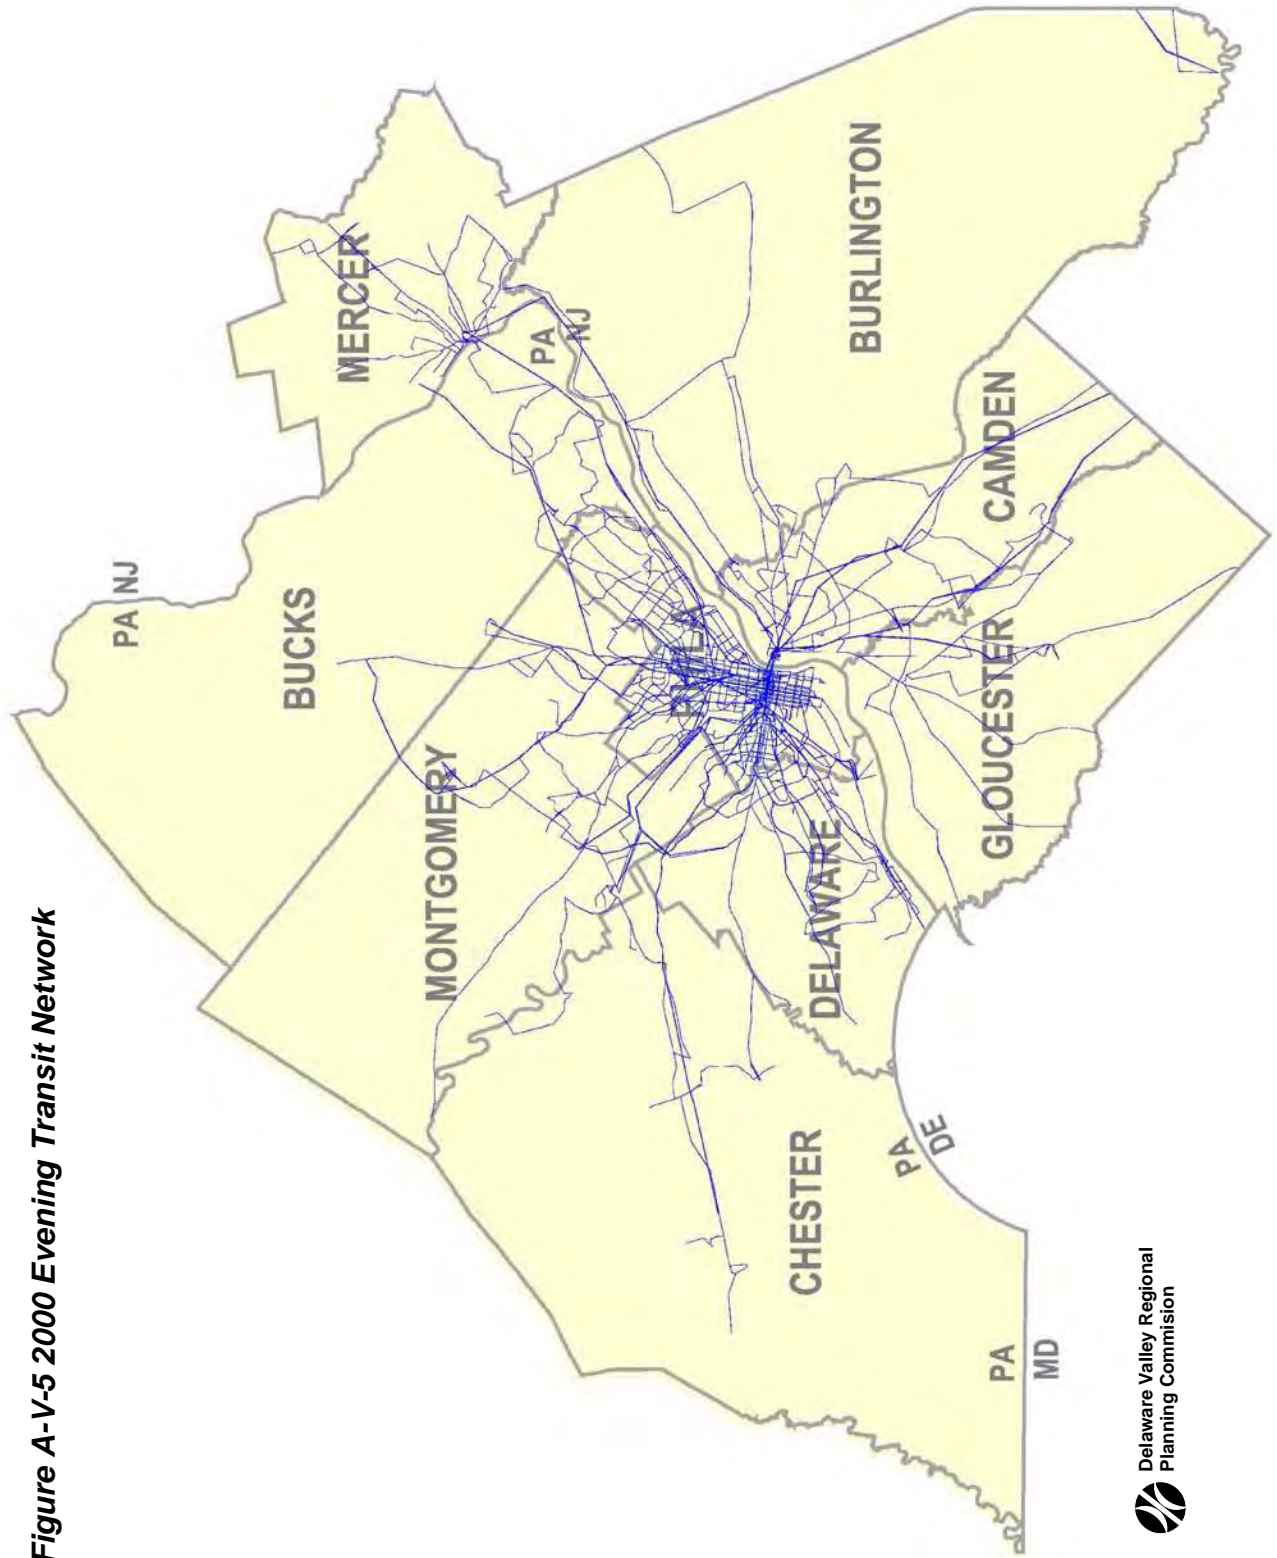 Figure A-V-5 2000 Evening Transit Network
PA NJ
BUCKS
MERCER
MONTGOMERY
PA
NJ
PHILA
BURLINGTON
CHESTER
DELAWARE
CAMDEN
GLOUCESTER
PA
DE
PA
MD
Delaware Valley Regional
Planning Commision